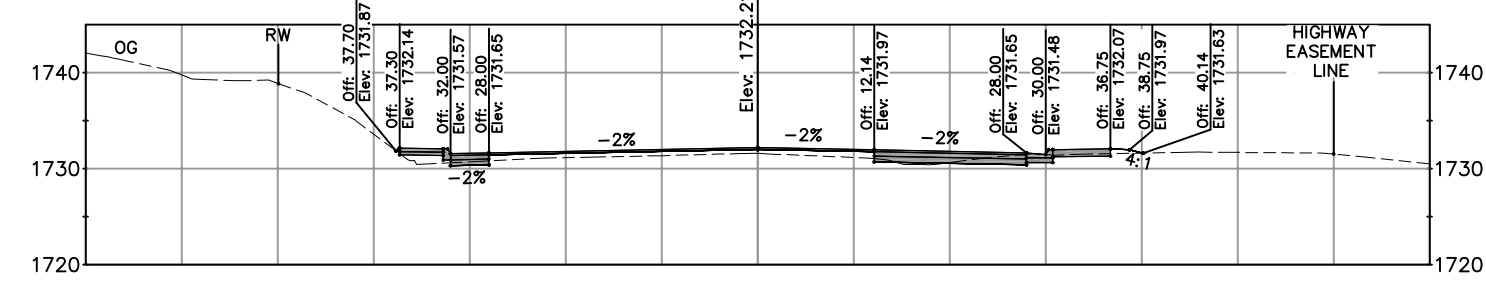 OG
RW
Off: 37.70
Elev: 1731.87
Off: 37.30
Elev: 1732.14
Off: 32.00
Elev: 1731.57
Off: 28.00
Elev: 1731.65
Elev:
Off: 12.14
Elev: 1731.97
Off: 28.00
Elev: 1731.65
Off: 30.00
Elev: 1731.48
Off: 36.75
Elev: 1732.07
Off: 38.75
Elev: 1731.97
Off: 40.14
Elev: 1731.63
HIGHWAY
EASEMENT
LINE
1740
1740
-2%
-2%
-2%
4:1
1730
1730
-2%
1720
1720